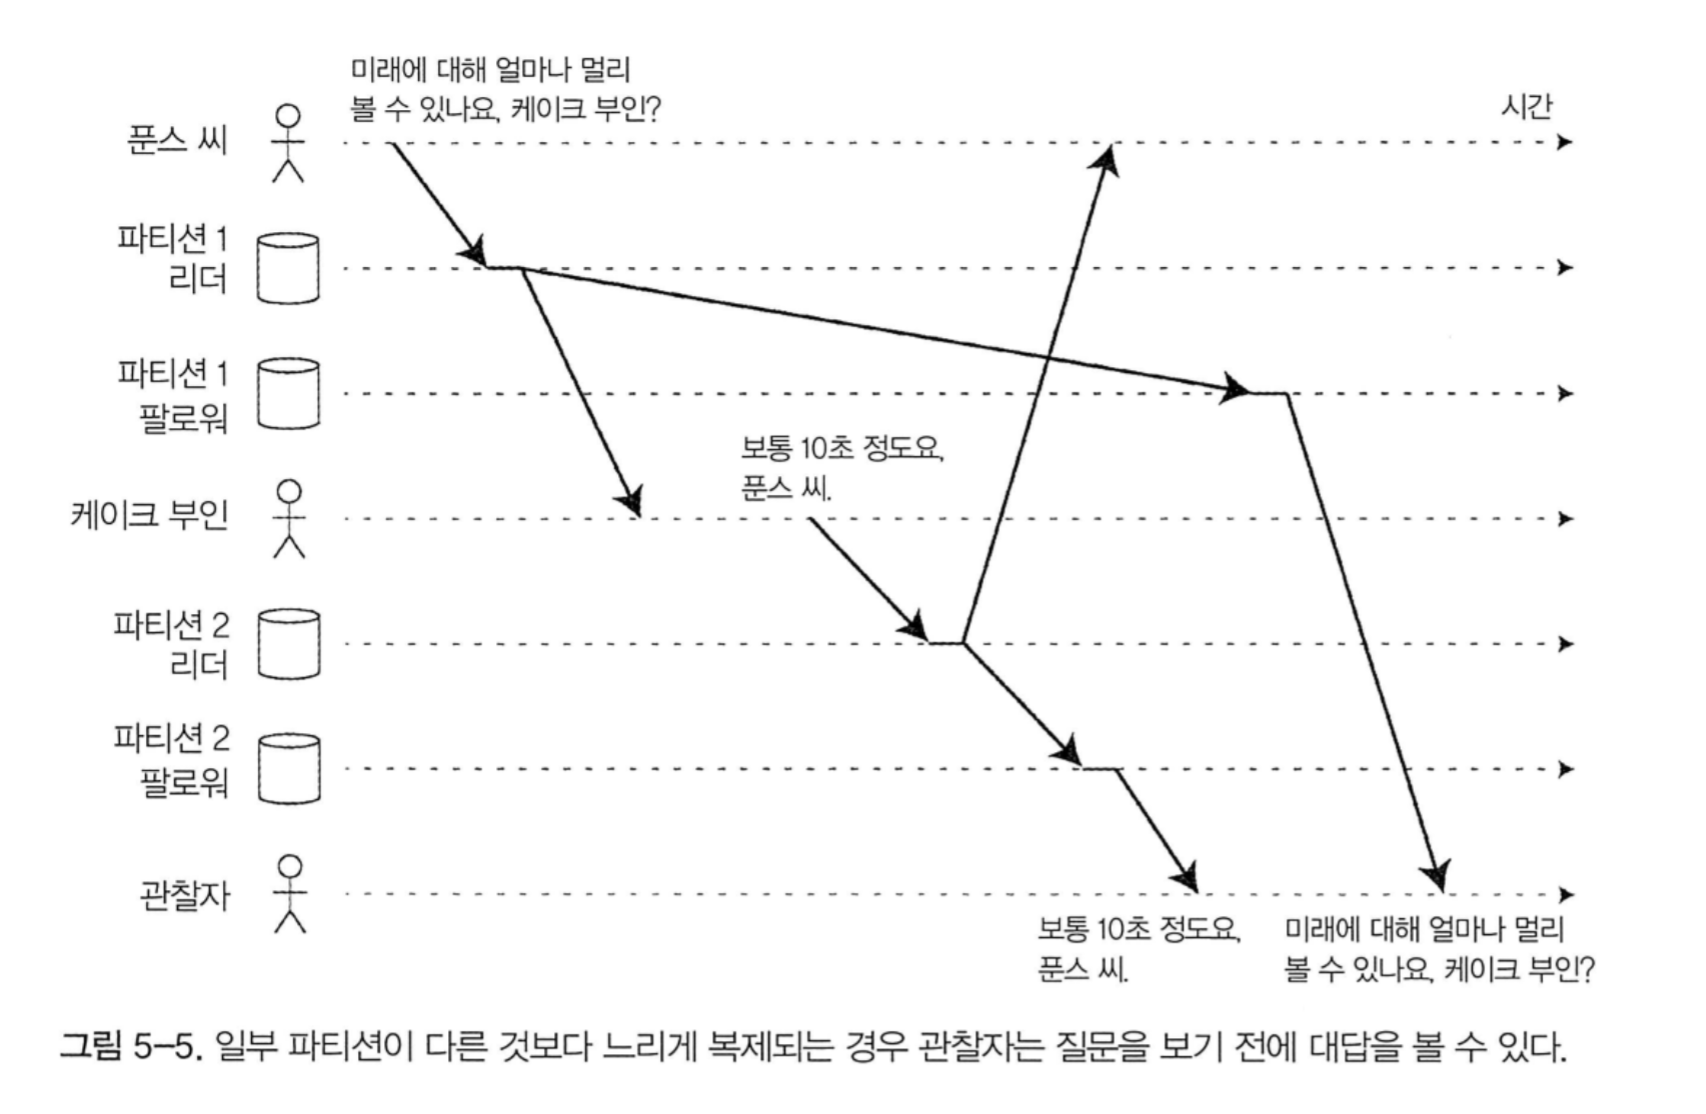 미래에 대해 얼마나 멀리
볼 수 있나요, 케이크 부인?
시간
푼스 씨
파티션 1
리더
파티션 1
팔로워
보통 10초 정도요,
푼스 씨.
케이크 부인
파티션 2
리더
파티션 2
팔로워
관찰자
보통 10초 정도요,
푼스 씨.
미래에 대해 얼마나 멀리
볼 수 있나요, 케이크 부인?
그림 5-5. 일부 파티션이 다른 것보다 느리게 복제되는 경우 관찰자는 질문을 보기 전에 대답을 볼 수 있다.